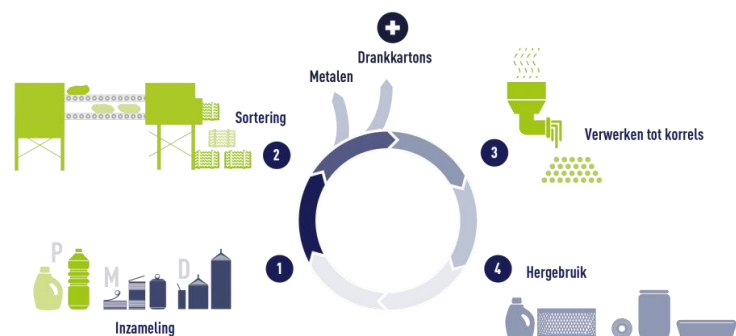 Drankkartons
Metalen
Sortering
2
3
Verwerken tot korrels
P
M
D
1
4
Hergebruik
Inzameling